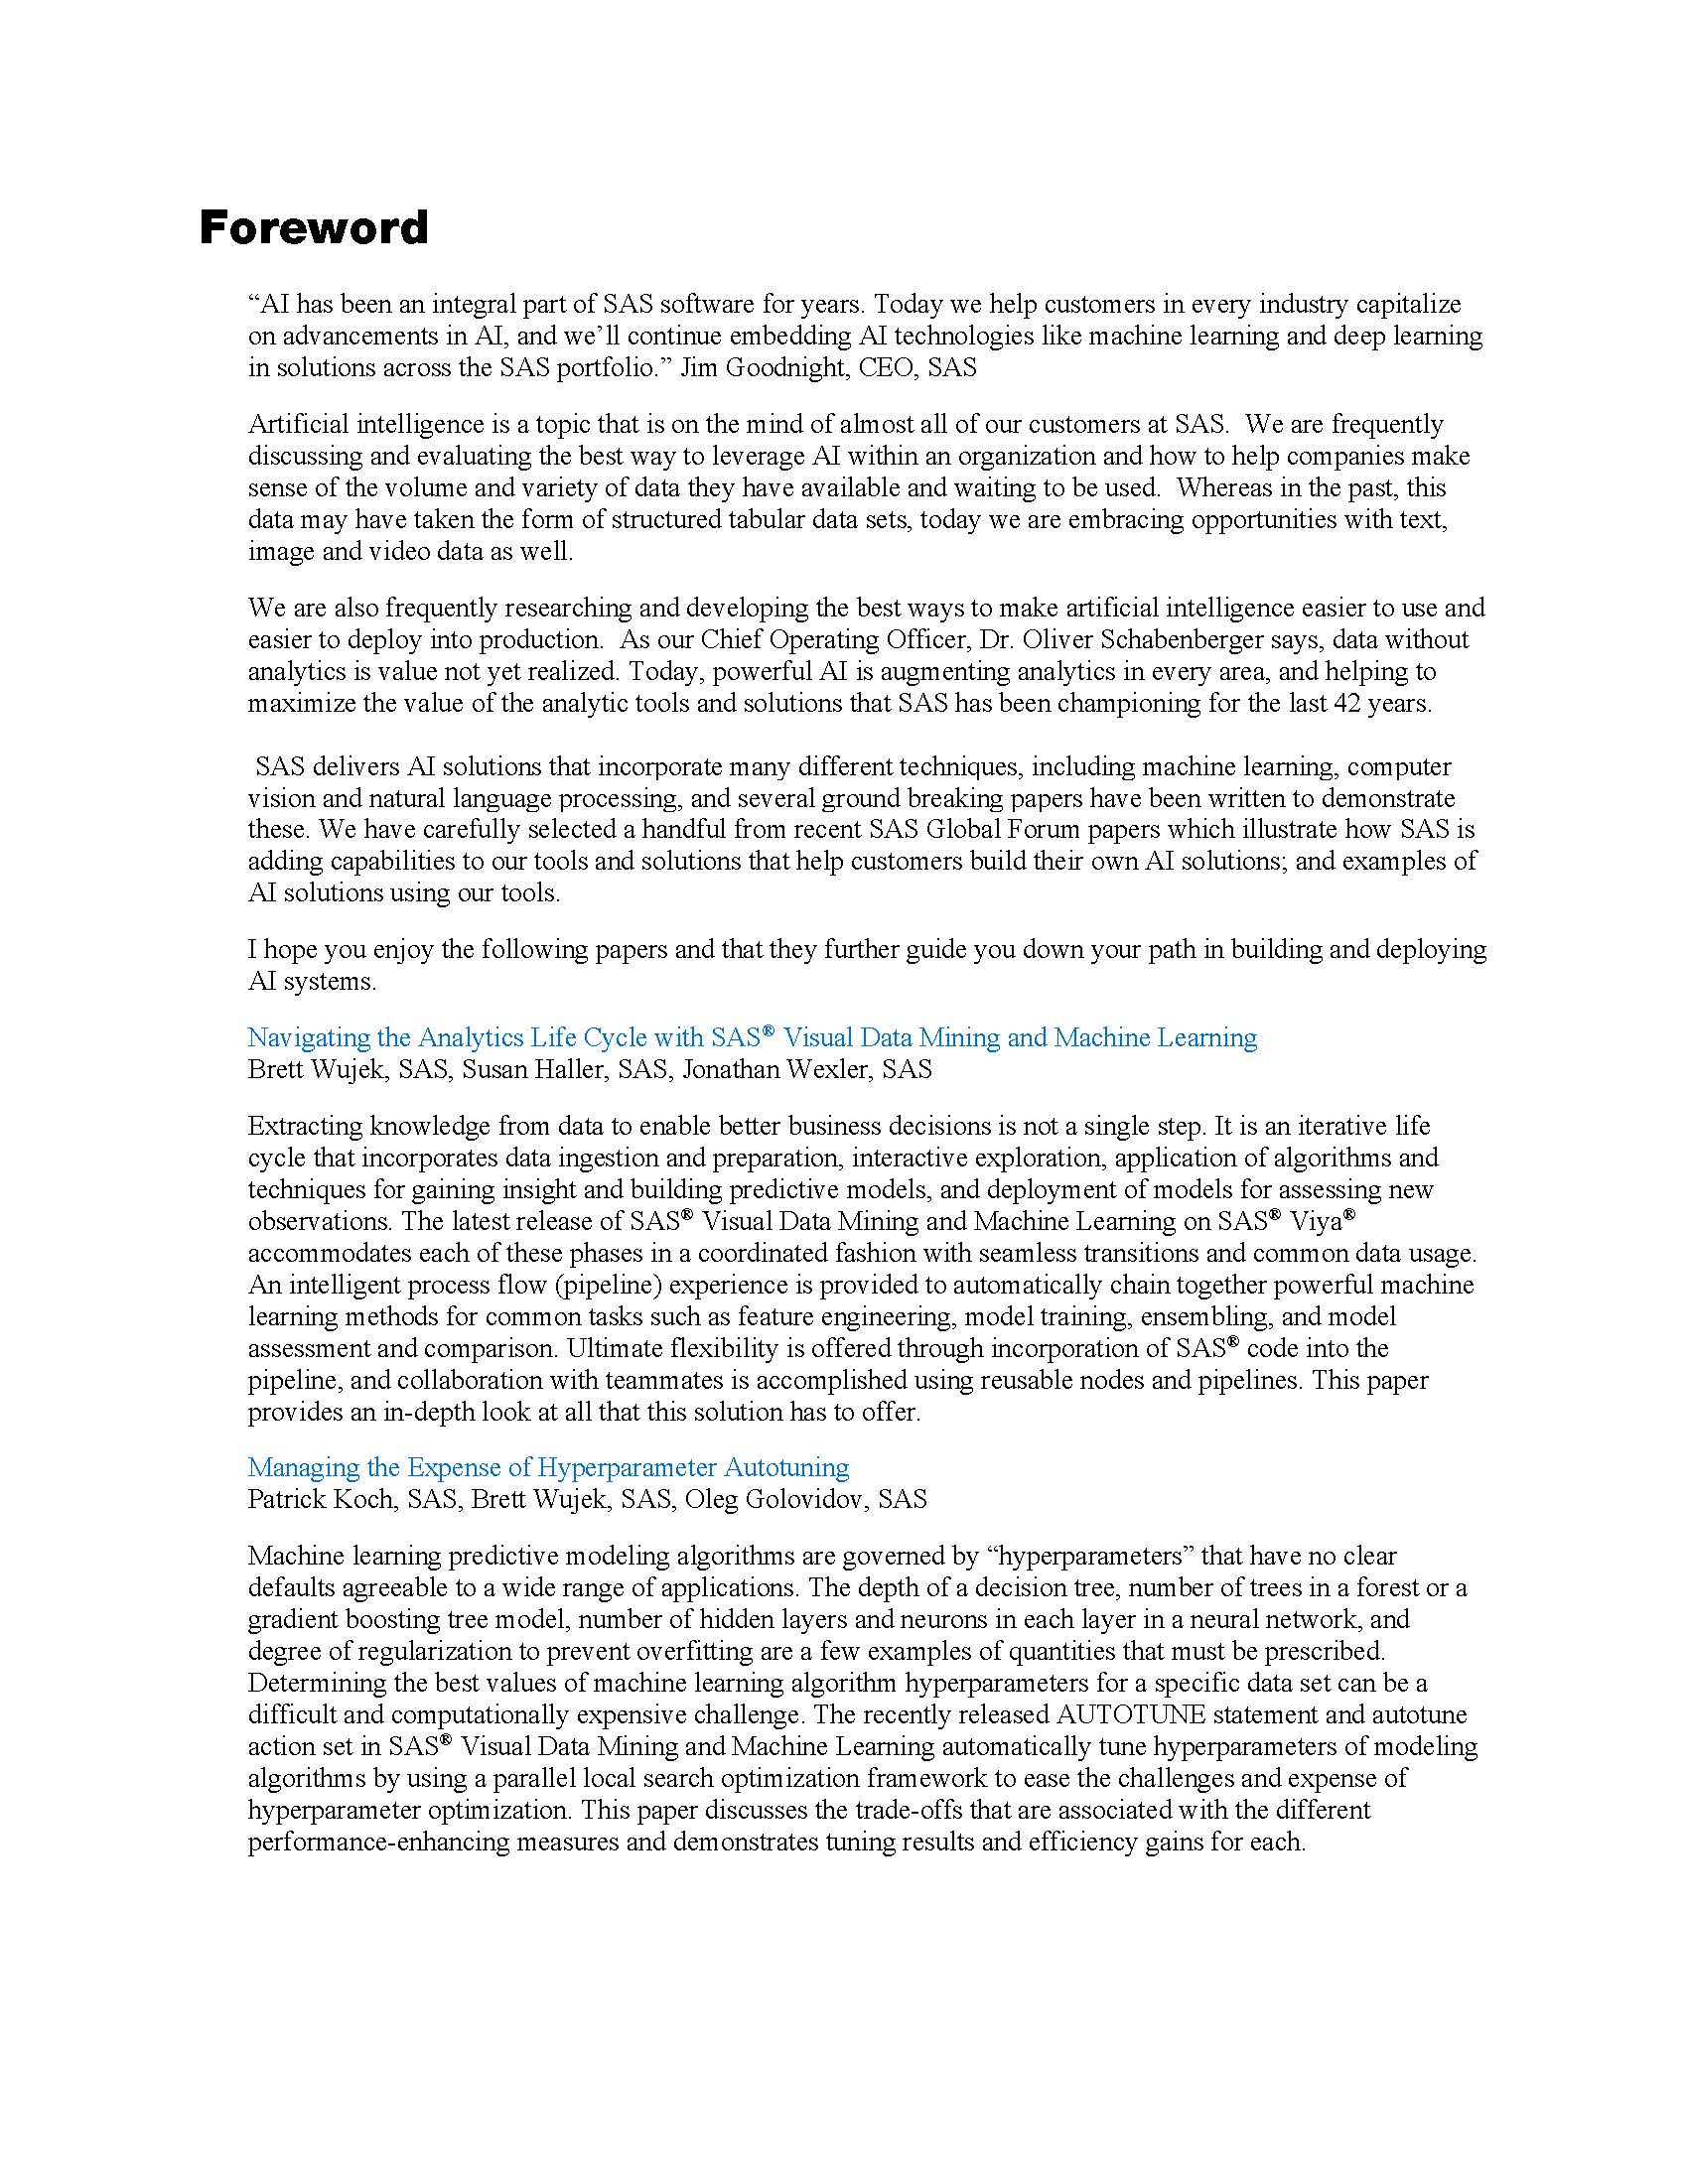 Foreword
“AI has been an integral part of SAS software for years. Today we help customers in every industry capitalize
on advancements in AI, and we’ll continue embedding AI technologies like machine learning and deep learning
in solutions across the SAS portfolio.” Jim Goodnight, CEO, SAS
Artificial intelligence is a topic that is on the mind of almost all of our customers at SAS.  We are frequently
discussing and evaluating the best way to leverage AI within an organization and how to help companies make
sense of the volume and variety of data they have available and waiting to be used.  Whereas in the past, this
data may have taken the form of structured tabular data sets, today we are embracing opportunities with text,
image and video data as well.
We are also frequently researching and developing the best ways to make artificial intelligence easier to use and
easier to deploy into production.  As our Chief Operating Officer, Dr. Oliver Schabenberger says, data without
analytics is value not yet realized. Today, powerful AI is augmenting analytics in every area, and helping to
maximize the value of the analytic tools and solutions that SAS has been championing for the last 42 years.
SAS delivers AI solutions that incorporate many different techniques, including machine learning, computer
vision and natural language processing, and several ground breaking papers have been written to demonstrate
these. We have carefully selected a handful from recent SAS Global Forum papers which illustrate how SAS is
adding capabilities to our tools and solutions that help customers build their own AI solutions; and examples of
AI solutions using our tools.
I hope you enjoy the following papers and that they further guide you down your path in building and deploying
AI systems.
Navigating the Analytics Life Cycle with SAS® Visual Data Mining and Machine Learning
Brett Wujek, SAS, Susan Haller, SAS, Jonathan Wexler, SAS
Extracting knowledge from data to enable better business decisions is not a single step. It is an iterative life
cycle that incorporates data ingestion and preparation, interactive exploration, application of algorithms and
techniques for gaining insight and building predictive models, and deployment of models for assessing new
observations. The latest release of SAS® Visual Data Mining and Machine Learning on SAS® Viya®
accommodates each of these phases in a coordinated fashion with seamless transitions and common data usage.
An intelligent process flow (pipeline) experience is provided to automatically chain together powerful machine
learning methods for common tasks such as feature engineering, model training, ensembling, and model
assessment and comparison. Ultimate flexibility is offered through incorporation of SAS® code into the
pipeline, and collaboration with teammates is accomplished using reusable nodes and pipelines. This paper
provides an in-depth look at all that this solution has to offer.
Managing the Expense of Hyperparameter Autotuning
Patrick Koch, SAS, Brett Wujek, SAS, Oleg Golovidov, SAS
Machine learning predictive modeling algorithms are governed by “hyperparameters” that have no clear
defaults agreeable to a wide range of applications. The depth of a decision tree, number of trees in a forest or a
gradient boosting tree model, number of hidden layers and neurons in each layer in a neural network, and
degree of regularization to prevent overfitting are a few examples of quantities that must be prescribed.
Determining the best values of machine learning algorithm hyperparameters for a specific data set can be a
difficult and computationally expensive challenge. The recently released AUTOTUNE statement and autotune
action set in SAS® Visual Data Mining and Machine Learning automatically tune hyperparameters of modeling
algorithms by using a parallel local search optimization framework to ease the challenges and expense of
hyperparameter optimization. This paper discusses the trade-offs that are associated with the different
performance-enhancing measures and demonstrates tuning results and efficiency gains for each.